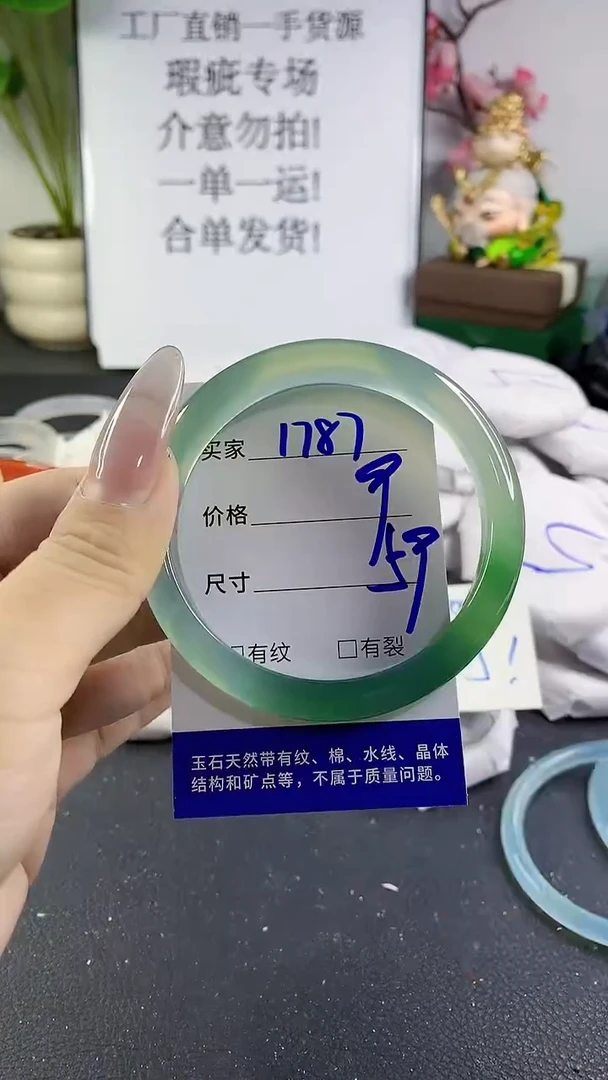 工厂直销一手货源
瑕疵专场
介意勿拍!
一单一运!
合单发货!
买家 1787
价格
尺寸 59
□有纹 □有裂
玉石天然带有纹、棉、水线、晶体
结构和矿点等，不属于质量问题。